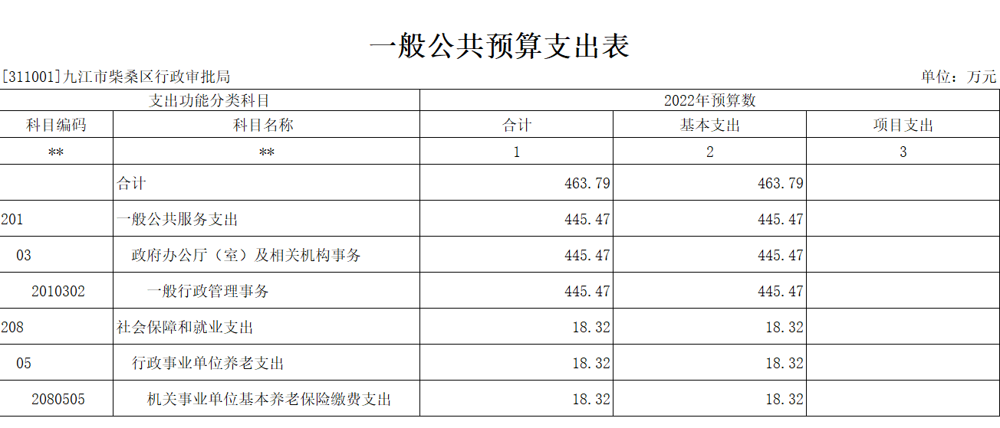 一般公共预算支出表
[311001]九江市柴桑区行政审批局 单位：万元
支出功能分类科目 2022年预算数
科目编码 科目名称 合计 基本支出 项目支出
** ** 1 2 3
合计 463.79 463.79
201 一般公共服务支出 445.47 445.47
03 政府办公厅（室）及相关机构事务 445.47 445.47
2010302 一般行政管理事务 445.47 445.47
208 社会保障和就业支出 18.32 18.32
05 行政事业单位养老支出 18.32 18.32
2080505 机关事业单位基本养老保险缴费支出 18.32 18.32